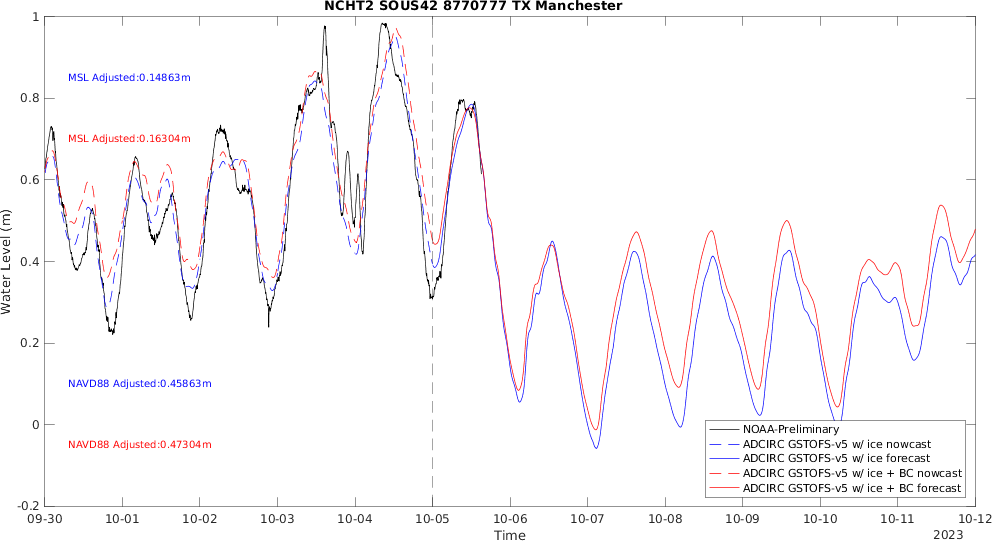 NCHT2 SOUS42 8770777 TX Manchester
1
0.8
0.6
0.4
0.2
0
-0.2
Water Level (m)
MSL Adjusted:0.14863m
MSL Adjusted:0.16304m
NAVD88 Adjusted:0.45863m
NAVD88 Adjusted:0.47304m
NOAA-Preliminary
ADCIRC GSTOFS-v5 w/ ice nowcast
ADCIRC GSTOFS-v5 w/ ice forecast
ADCIRC GSTOFS-v5 w/ ice + BC nowcast
ADCIRC GSTOFS-v5 w/ ice + BC forecast
09-30 10-01 10-02 10-03 10-04 10-05 10-06 10-07 10-08 10-09 10-10 10-11 10-12
Time
2023